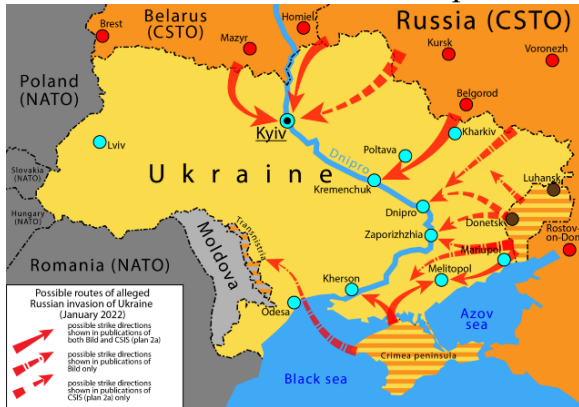 Belarus
(CSTO)
Homiel
Russia (CSTO)
Brest
Mazyr
Kursk
Voronezh
Poland
(NATO)
Belgorod
Kyiv
Kharkiv
Lviv
Dnipro
Poltava
Ukraine
Slovakia
(NATO)
Kremenchuk
Luhansk
Hungary
(NATO)
Dnipro
Donetsk
Moldova
Transnistria
Zaporizhzhia
Rostov-
on-Don
Mariupol
Romania (NATO)
Kherson
Melitopol
Odesa
Azov
sea
Crimea peninsula
Black sea
Possible routes of alleged
Russian invasion of Ukraine
(January 2022)
possible strike directions
shown in publications of
both Bild and CSIS (plan 2a)
possible strike directions
shown in publications of
Bild only
possible strike directions
shown in publications of
CSIS (plan 2a) only